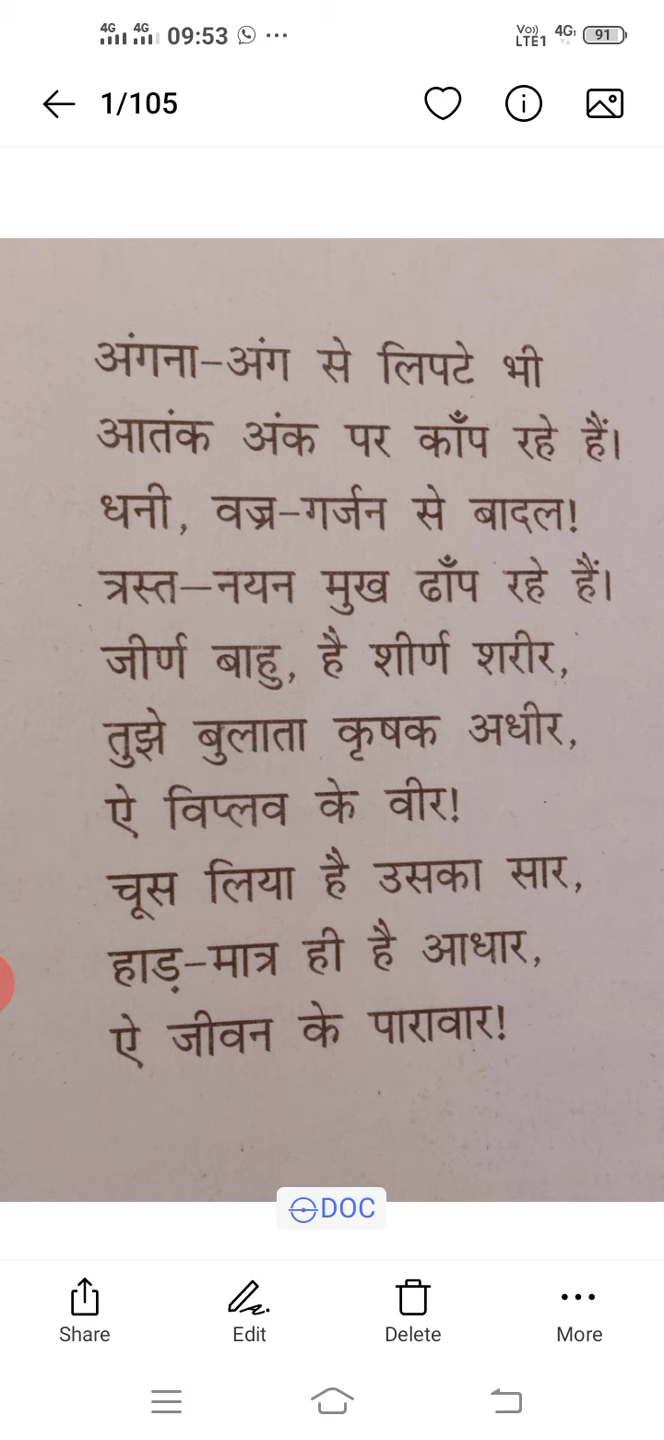 4G 4G 09:53
Vo)) LTE1 4G 91
1/105
अंगना-अंग से लिपटे भी
आतंक अंक पर काँप रहे हैं।
धनी, वज्र-गर्जन से बादल!
त्रस्त-नयन मुख ढाँप रहे हैं।
जीर्ण बाहु, है शीर्ण शरीर,
तुझे बुलाता कृषक अधीर,
ऐ विप्लव के वीर!
चूस लिया है उसका सार,
हाड़-मात्र ही है आधार,
ऐ जीवन के पारावार!
DOC
Share Edit Delete More